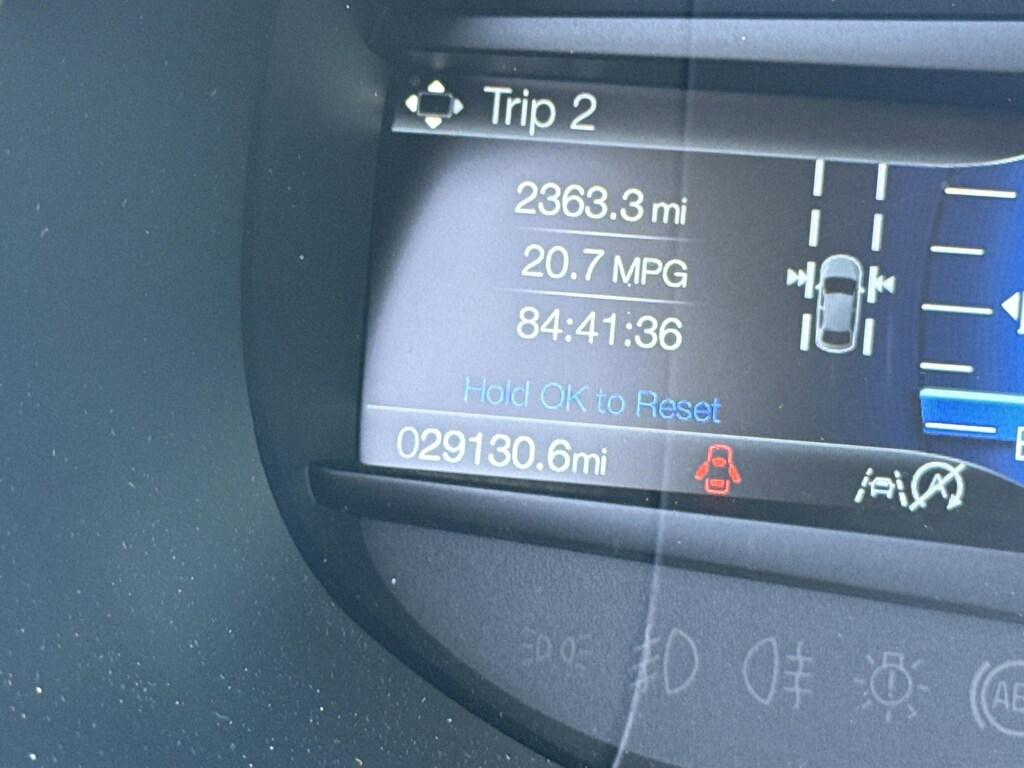 Trip 2
2363.3 mi
20.7 MPG
84:41:36
Hold OK to Reset
029130.6mi